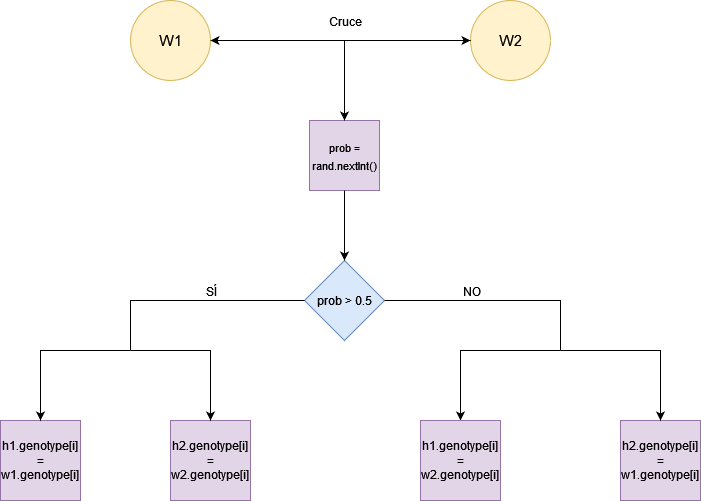 Cruce
W1
W2
prob =
rand.nextInt()
SÍ
prob > 0.5
NO
h1.genotype[i]
=
w1.genotype[i]
h2.genotype[i]
=
w2.genotype[i]
h1.genotype[i]
=
w2.genotype[i]
h2.genotype[i]
=
w1.genotype[i]